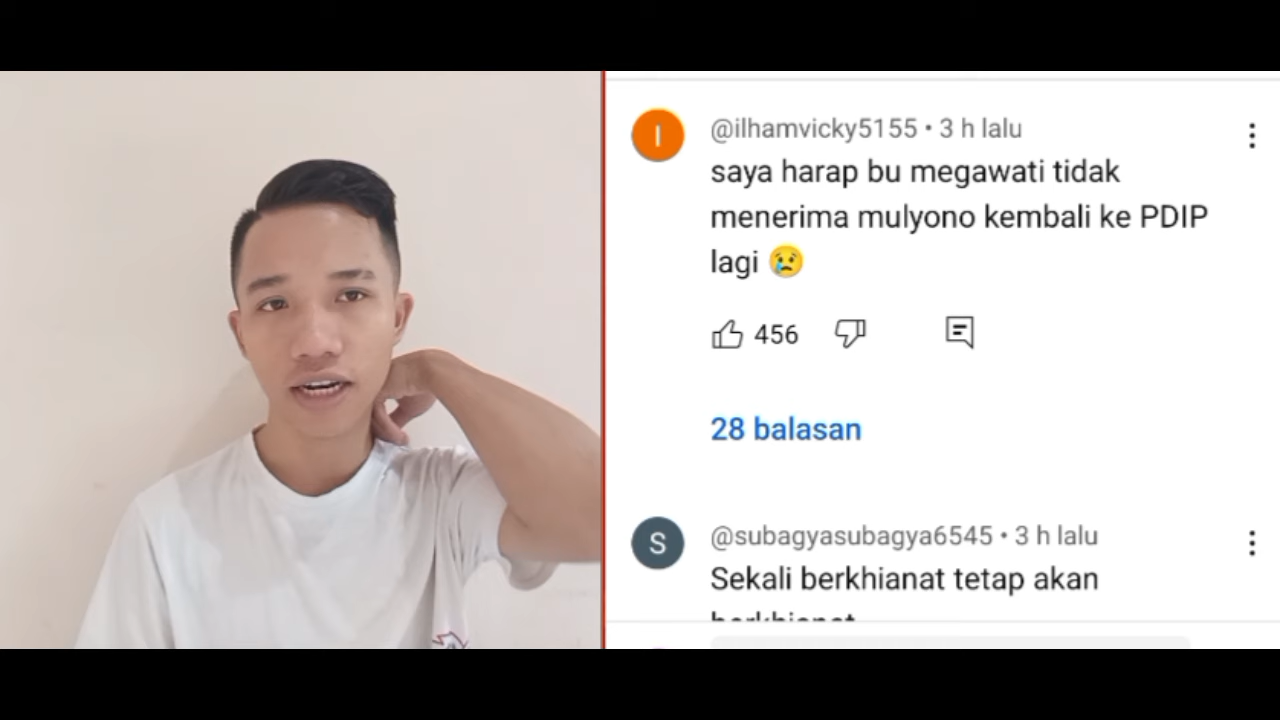 @ilhamvicky5155 • 3 h lalu
saya harap bu megawati tidak
menerima mulyono kembali ke PDIP
lagi 😢
456
28 balasan
@subagyasubagya6545 • 3 h lalu
Sekali berkhianat tetap akan
berkhianat